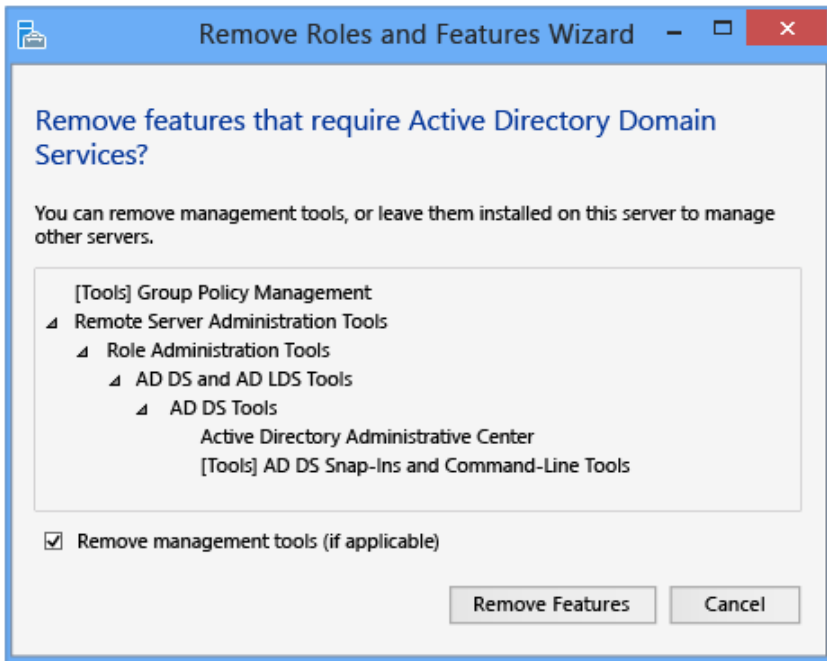 Remove Roles and Features Wizard
Remove features that require Active Directory Domain
Services?
You can remove management tools, or leave them installed on this server to manage
other servers.
[Tools] Group Policy Management
Remote Server Administration Tools
Role Administration Tools
AD DS and AD LDS Tools
AD DS Tools
Active Directory Administrative Center
[Tools] AD DS Snap-Ins and Command-Line Tools
Remove management tools (if applicable)
Remove Features
Cancel